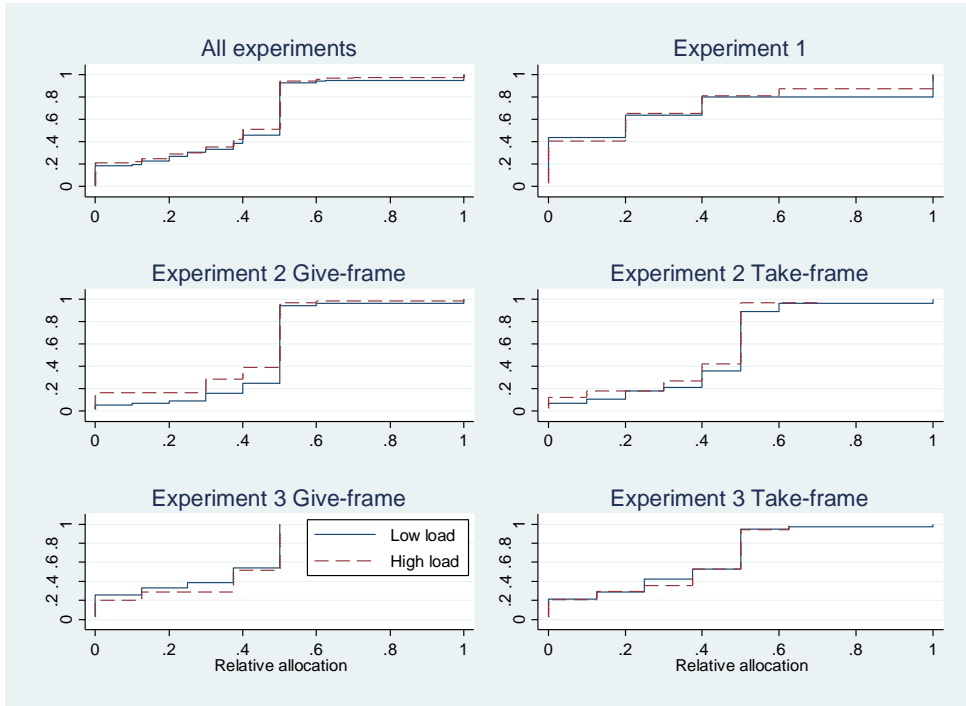 All experiments
0 .2 .4 .6 .8 1
0 .2 .4 .6 .8 1
Experiment 1
0 .2 .4 .6 .8 1
0 .2 .4 .6 .8 1
Experiment 2 Give-frame
0 .2 .4 .6 .8 1
0 .2 .4 .6 .8 1
Experiment 2 Take-frame
0 .2 .4 .6 .8 1
0 .2 .4 .6 .8 1
Experiment 3 Give-frame
0 .2 .4 .6 .8 1
Low load
High load
0 .2 .4 .6 .8 1
Relative allocation
Experiment 3 Take-frame
0 .2 .4 .6 .8 1
0 .2 .4 .6 .8 1
Relative allocation